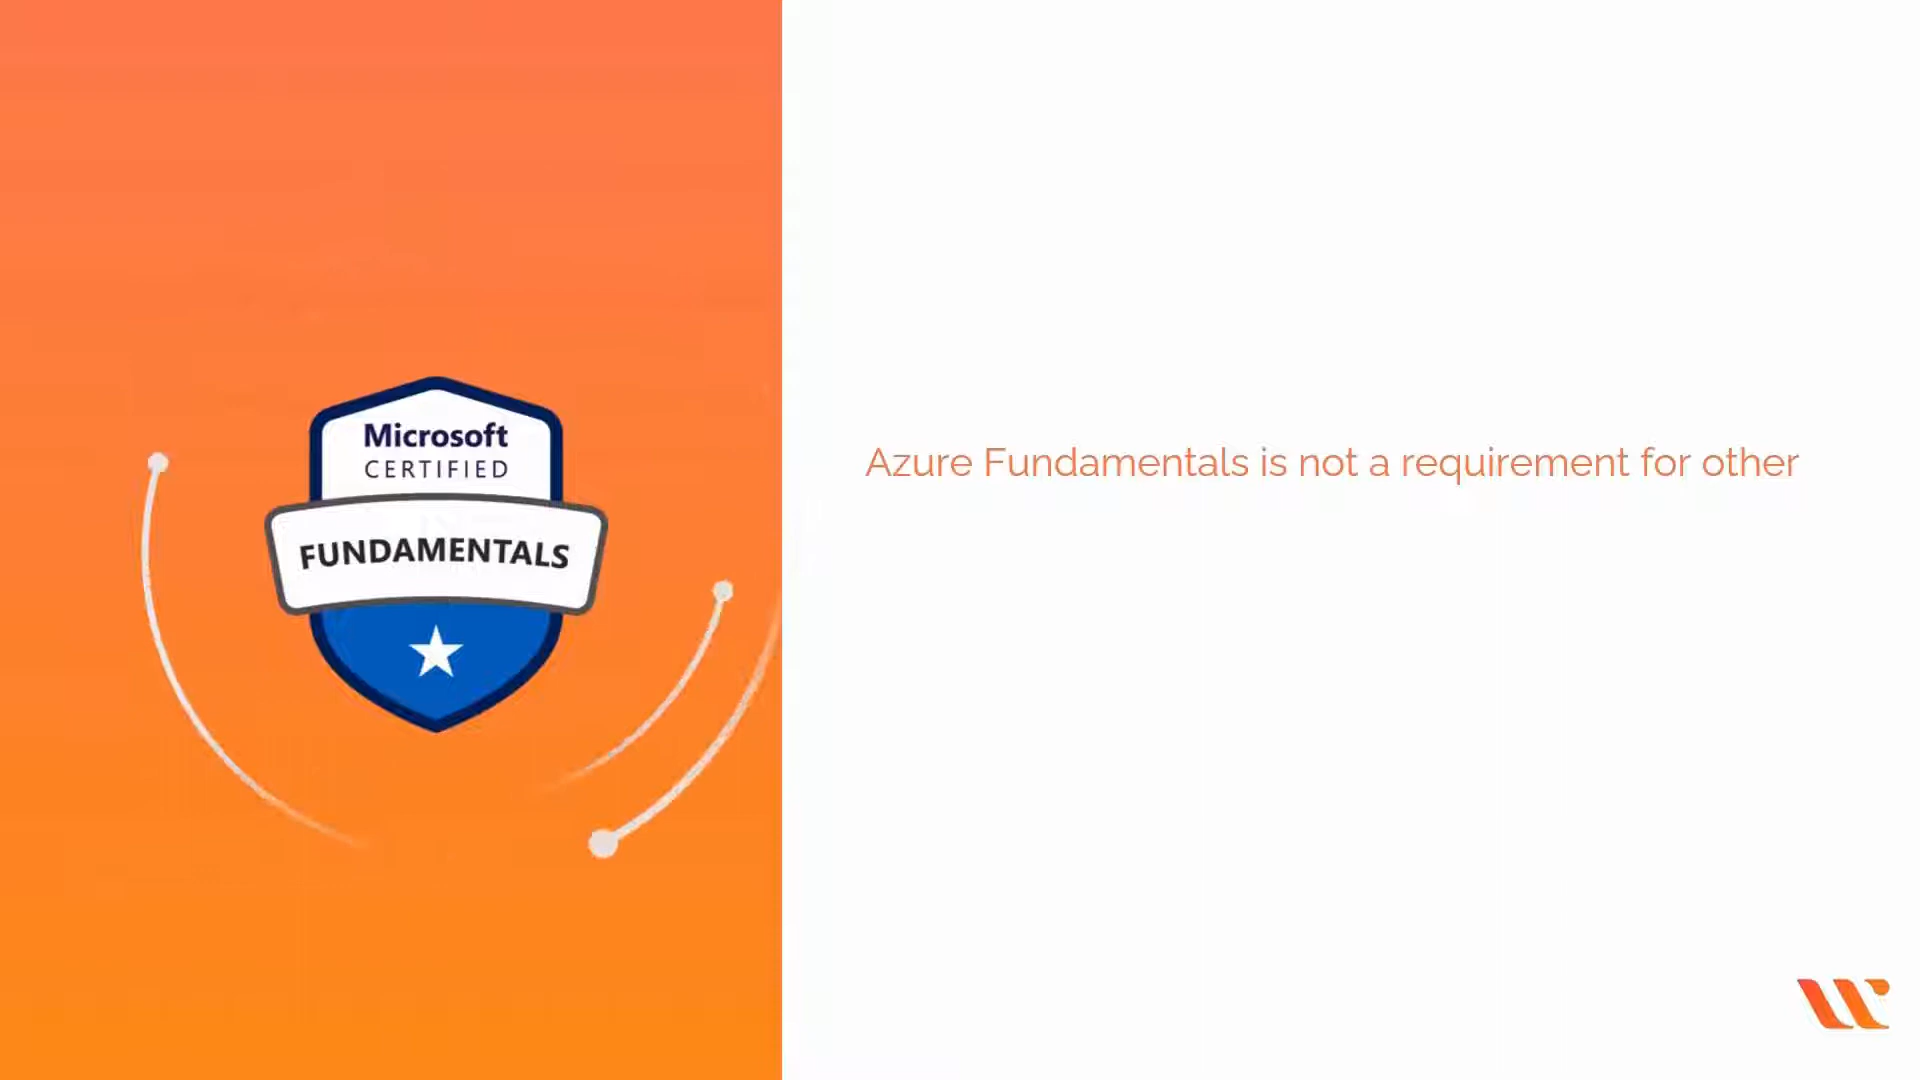 Microsoft
CERTIFIED
FUNDAMENTALS
Azure Fundamentals is not a requirement for other